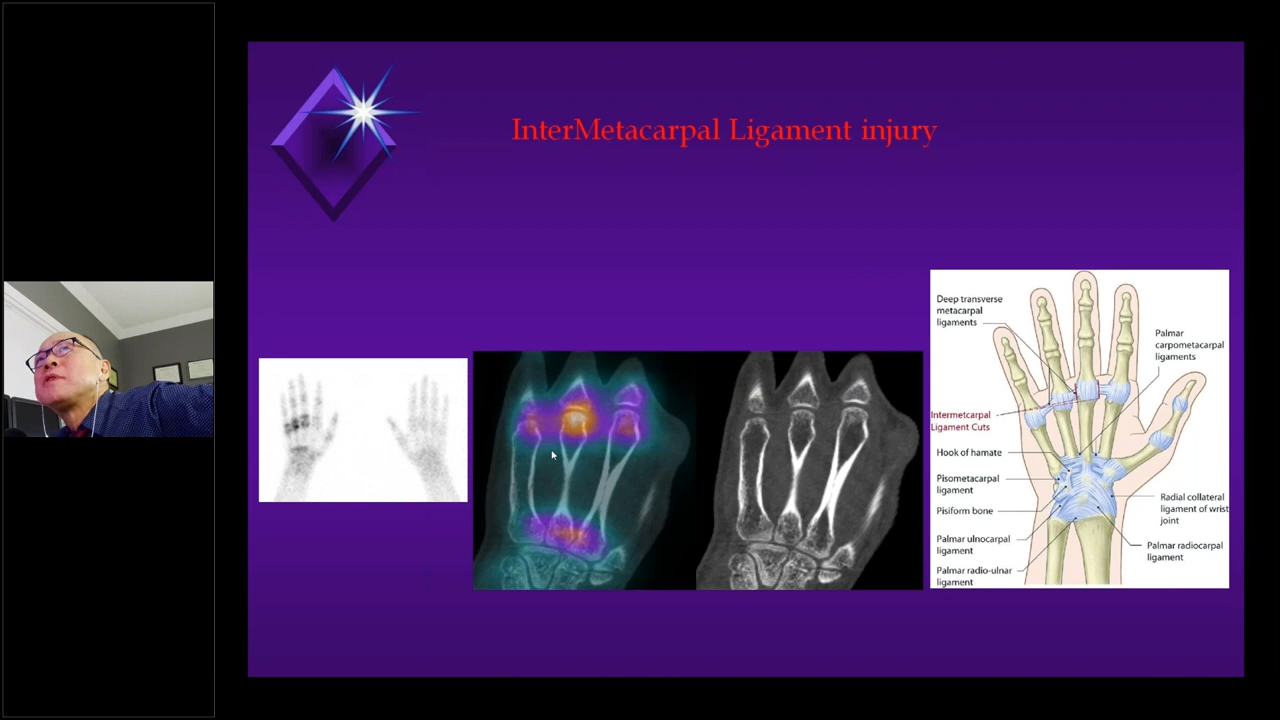 InterMetacarpal Ligament injury
Deep transverse
metacarpal
ligaments
Palmar
carpometacarpal
ligaments
Intermetcarpal
Ligament Cuts
Hook of hamate
Pisometacarpal
ligament
Pisiform bone
Radial collateral
ligament of wrist
joint
Palmar ulnocarpal
ligament
Palmar radiocarpal
ligament
Palmar radio-ulnar
ligament